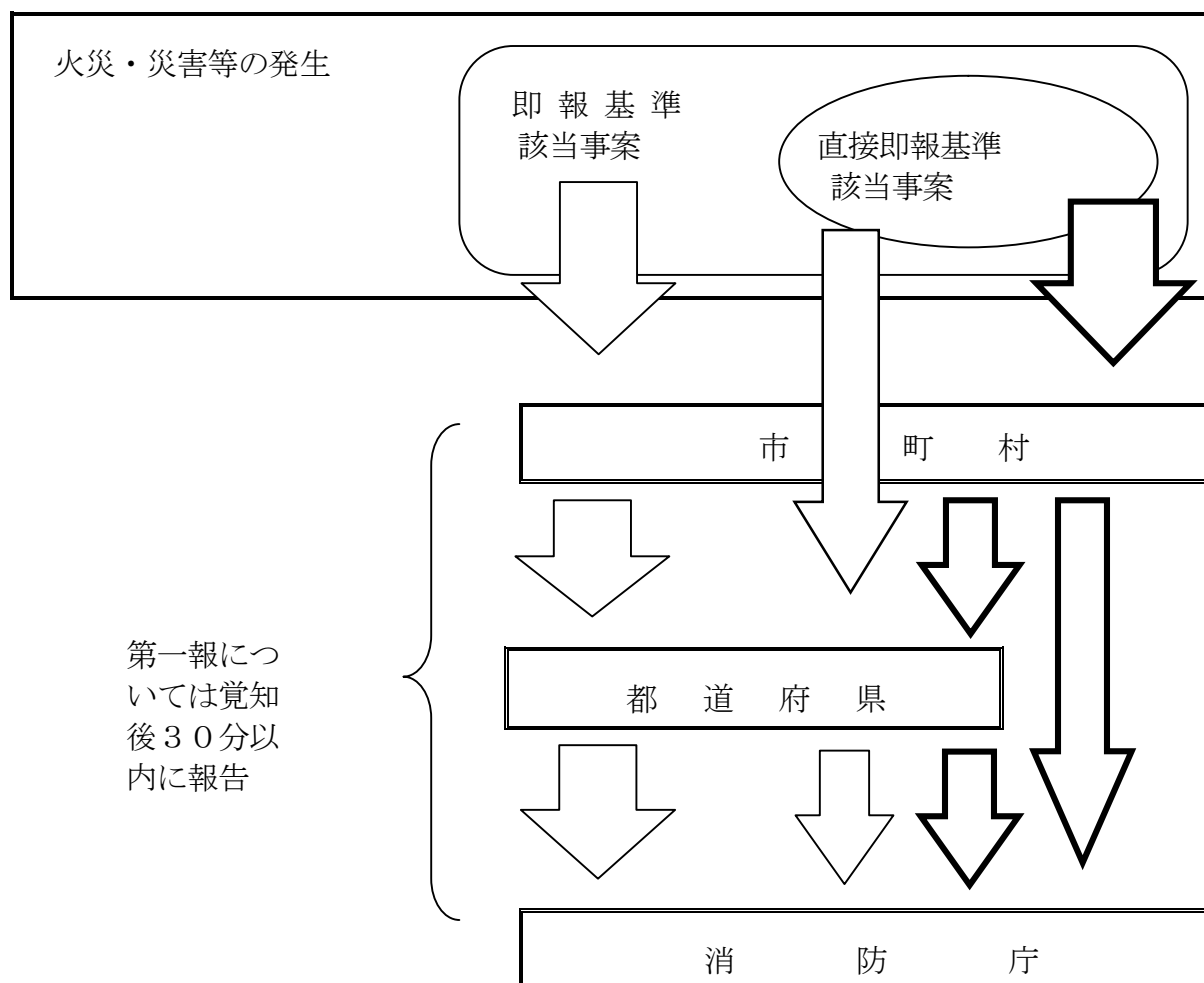 火災・災害等の発生
即報基準
該当事案
直接即報基準
該当事案
市町村
都道府県
第一報につ
いては覚知
後３０分以
内に報告
消防庁